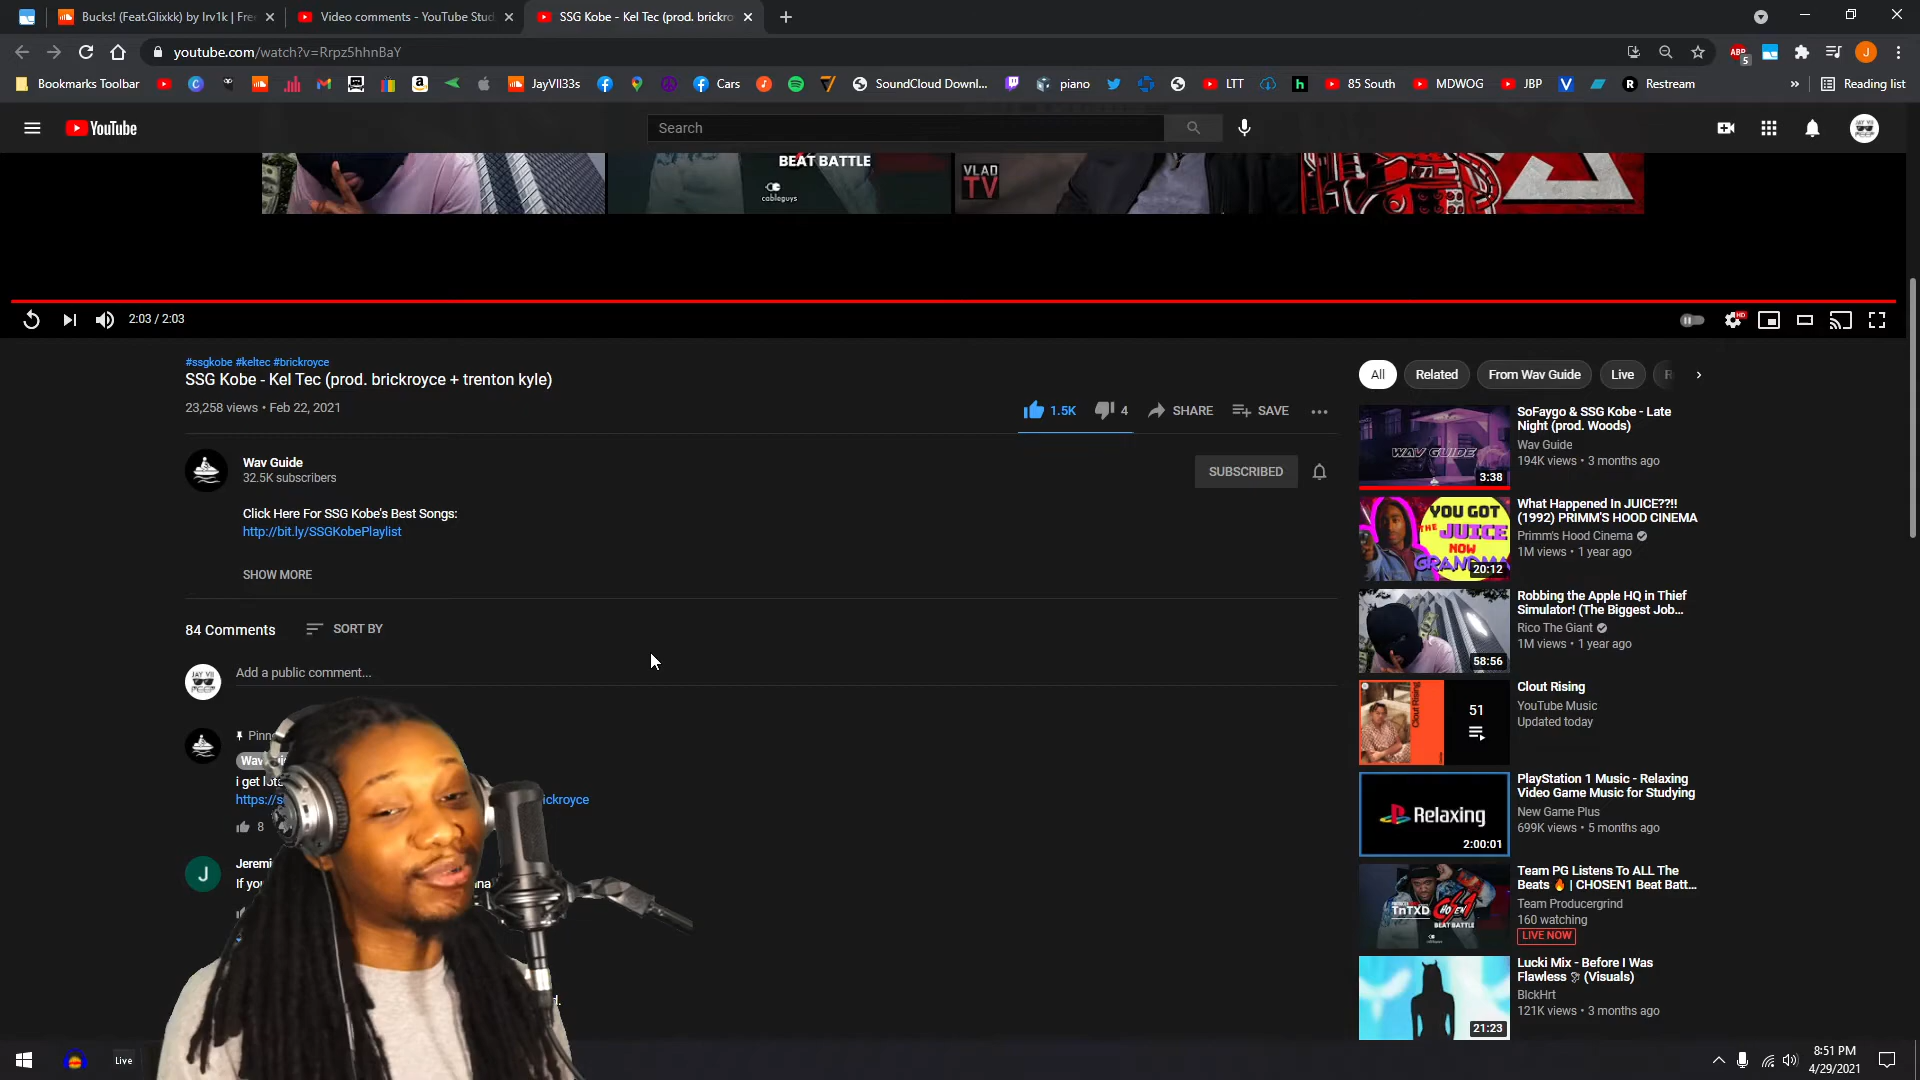 Bucks! (Feat.Glixkk) by Irv1k | Fre
Video comments - YouTube Stud
SSG Kobe - Kel Tec (prod. brickro
youtube.com/watch?v=Rrpz5hhnBaY
ABP
5
J
Bookmarks Toolbar
JayVII33s
Cars
SoundCloud Downl...
piano
LTT
85 South
MDWOG
JBP
Restream
Reading list
YouTube
Search
BEAT BATTLE
cableguys
VLAD
TV
2:03 / 2:03
HD
#ssgkobe #keltec #brickroyce
SSG Kobe - Kel Tec (prod. brickroyce + trenton kyle)
23,258 views • Feb 22, 2021
1.5K
4
SHARE
SAVE
Wav Guide
32.5K subscribers
SUBSCRIBED
Click Here For SSG Kobe's Best Songs:
http://bit.ly/SSGKobePlaylist
SHOW MORE
84 Comments
SORT BY
JAY VII
Add a public comment...
i get
ickroyce
8
J
All
Related
From Wav Guide
Live
WAV GUIDE
3:38
SoFaygo & SSG Kobe - Late
Night (prod. Woods)
Wav Guide
194K views • 3 months ago
YOU GOT
THE JUICE
NOW
20:12
What Happened In JUICE??!!
(1992) PRIMM'S HOOD CINEMA
Primm's Hood Cinema
1M views • 1 year ago
58:56
Robbing the Apple HQ in Thief
Simulator! (The Biggest Job...
Rico The Giant
1M views • 1 year ago
Clout Rising
51
Clout Rising
YouTube Music
Updated today
Relaxing
2:00:01
PlayStation 1 Music - Relaxing
Video Game Music for Studying
New Game Plus
699K views • 5 months ago
TnTXD
BEAT BATTLE
Team PG Listens To ALL The
Beats 🔥 | CHOSEN1 Beat Batt...
Team Producergrind
160 watching
LIVE NOW
21:23
Lucki Mix - Before I Was
Flawless 🕊 (Visuals)
BlckHrt
121K views • 3 months ago
Live
8:51 PM
4/29/2021